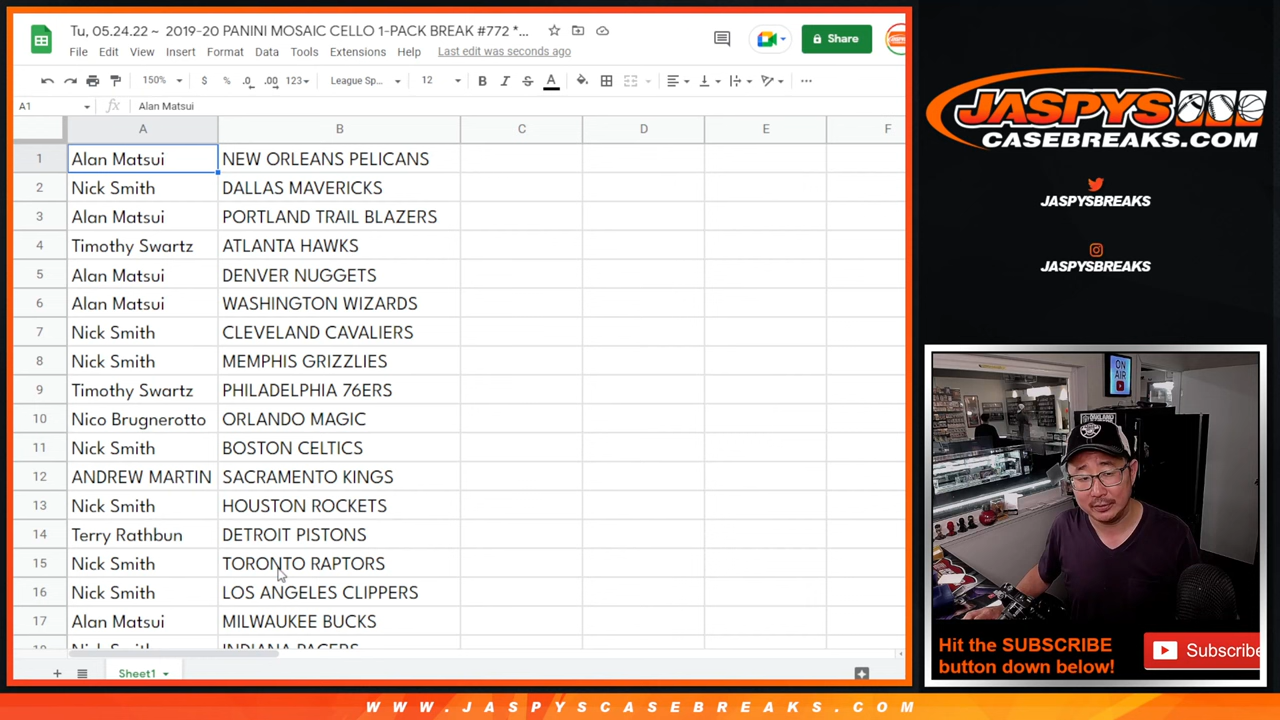 Tu, 05.24.22 ~ 2019-20 PANINI MOSAIC CELLO 1-PACK BREAK #772 *...
File Edit View Insert Format Data Tools Extensions Help Last edit was seconds ago
Share
150% $ % .0 .00 123 League Sp... 12 B I S A
A1 fx Alan Matsui
A B C D E F
1 Alan Matsui NEW ORLEANS PELICANS
2 Nick Smith DALLAS MAVERICKS
3 Alan Matsui PORTLAND TRAIL BLAZERS
4 Timothy Swartz ATLANTA HAWKS
5 Alan Matsui DENVER NUGGETS
6 Alan Matsui WASHINGTON WIZARDS
7 Nick Smith CLEVELAND CAVALIERS
8 Nick Smith MEMPHIS GRIZZLIES
9 Timothy Swartz PHILADELPHIA 76ERS
10 Nico Brugnerotto ORLANDO MAGIC
11 Nick Smith BOSTON CELTICS
12 ANDREW MARTIN SACRAMENTO KINGS
13 Nick Smith HOUSTON ROCKETS
14 Terry Rathbun DETROIT PISTONS
15 Nick Smith TORONTO RAPTORS
16 Nick Smith LOS ANGELES CLIPPERS
17 Alan Matsui MILWAUKEE BUCKS
Nick Smith INDIANA PACERS
Sheet1
JASPYS
CASEBREAKS.COM
JASPYSBREAKS
JASPYSBREAKS
ON
AIR
Hit the SUBSCRIBE
button down below!
Subscribe
WWW.JASPYSCASEBREAKS.COM